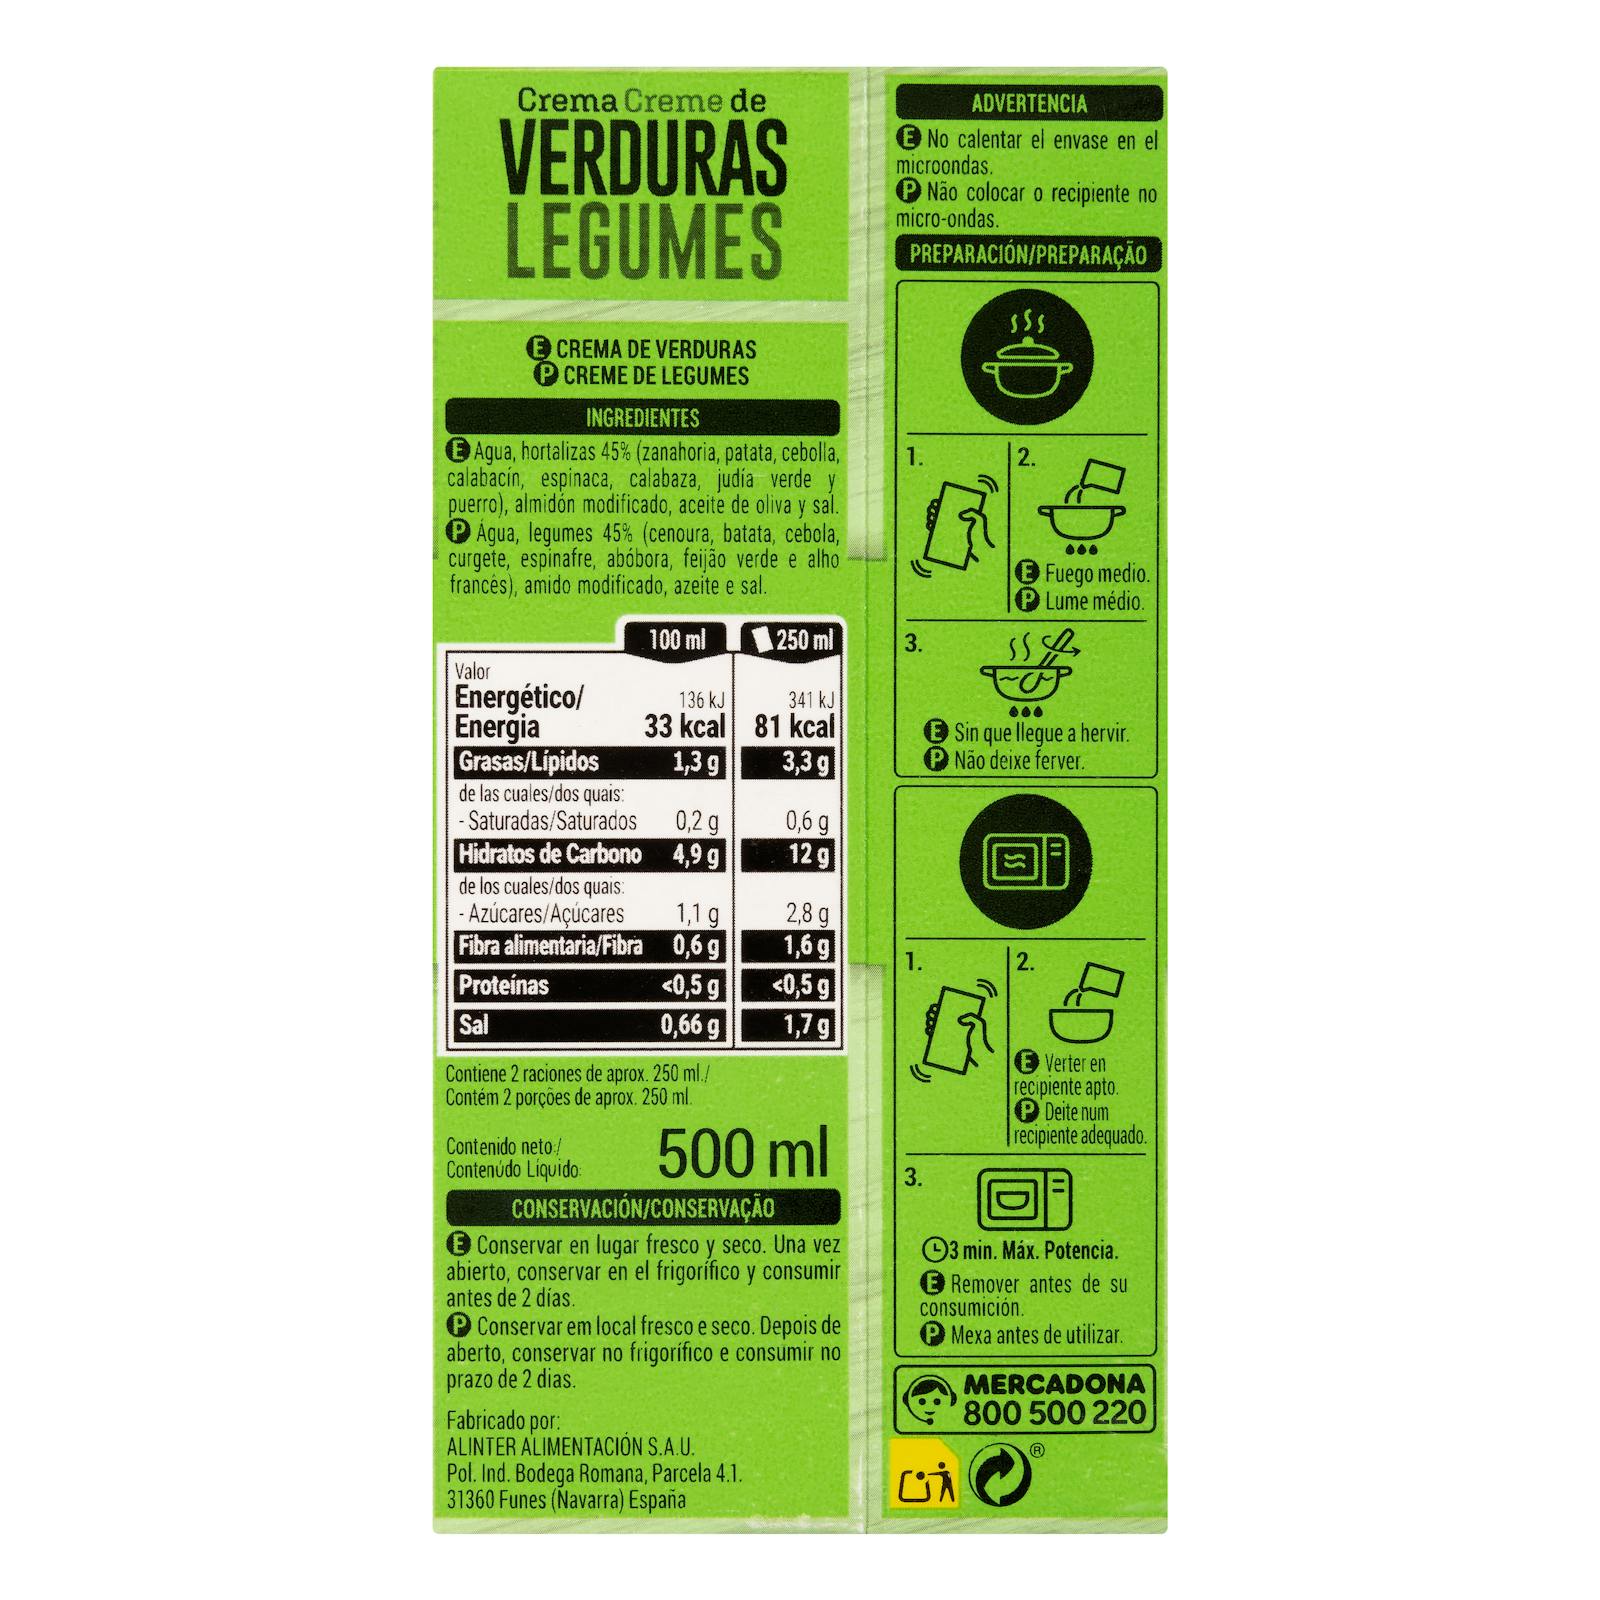 Crema Creme de
VERDURAS
LEGUMES
E CREMA DE VERDURAS
P CREME DE LEGUMES
INGREDIENTES
E Agua, hortalizas 45% (zanahoria, patata, cebolla,
calabacín, espinaca, calabaza, judía verde y
puerro), almidón modificado, aceite de oliva y sal.
P Água, legumes 45% (cenoura, batata, cebola,
curgete, espinafre, abóbora, feijão verde e alho
francês), amido modificado, azeite e sal.
100 ml 250 ml
Valor
Energético/ 136 kJ 341 kJ
Energia 33 kcal 81 kcal
Grasas/Lípidos 1,3 g 3,3 g
de las cuales/dos quais:
- Saturadas/Saturados 0,2 g 0,6 g
Hidratos de Carbono 4,9 g 12 g
de los cuales/dos quais:
- Azúcares/Açúcares 1,1 g 2,8 g
Fibra alimentaria/Fibra 0,6 g 1,6 g
Proteínas <0,5 g <0,5 g
Sal 0,66 g 1,7 g
Contiene 2 raciones de aprox. 250 ml./
Contém 2 porções de aprox. 250 ml.
Contenido neto:/
Contenúdo Líquido: 500 ml
CONSERVACIÓN/CONSERVAÇÃO
E Conservar en lugar fresco y seco. Una vez
abierto, conservar en el frigorífico y consumir
antes de 2 días.
P Conservar em local fresco e seco. Depois de
aberto, conservar no frigorífico e consumir no
prazo de 2 dias.
Fabricado por:
ALINTER ALIMENTACIÓN S.A.U.
Pol. Ind. Bodega Romana, Parcela 4.1.
31360 Funes (Navarra) España
ADVERTENCIA
E No calentar el envase en el
microondas.
P Não colocar o recipiente no
micro-ondas.
PREPARACIÓN/PREPARAÇÃO
1. 2.
E Fuego medio.
P Lume médio.
3.
E Sin que llegue a hervir.
P Não deixe ferver.
1. 2.
E Verter en
recipiente apto.
P Deite num
recipiente adequado.
3.
3 min. Máx. Potencia.
E Remover antes de su
consumición.
P Mexa antes de utilizar.
MERCADONA
800 500 220
®